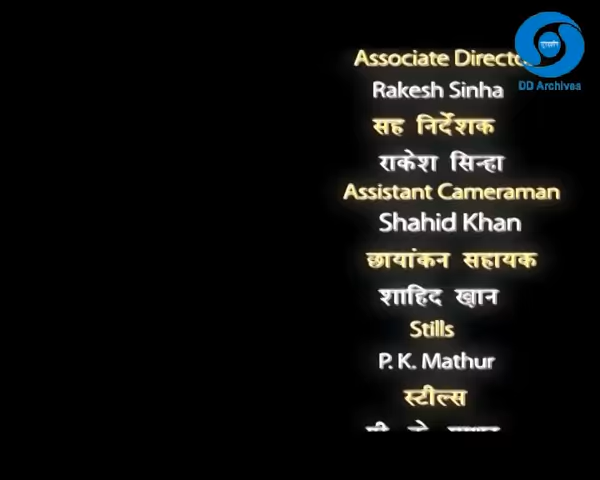 Associate Directo
DD Archives
Rakesh Sinha
सह निर्देशक
राकेश सिन्हा
Assistant Cameraman
Shahid Khan
छायांकन सहायक
शाहिद खान
Stills
P. K. Mathur
स्टील्स